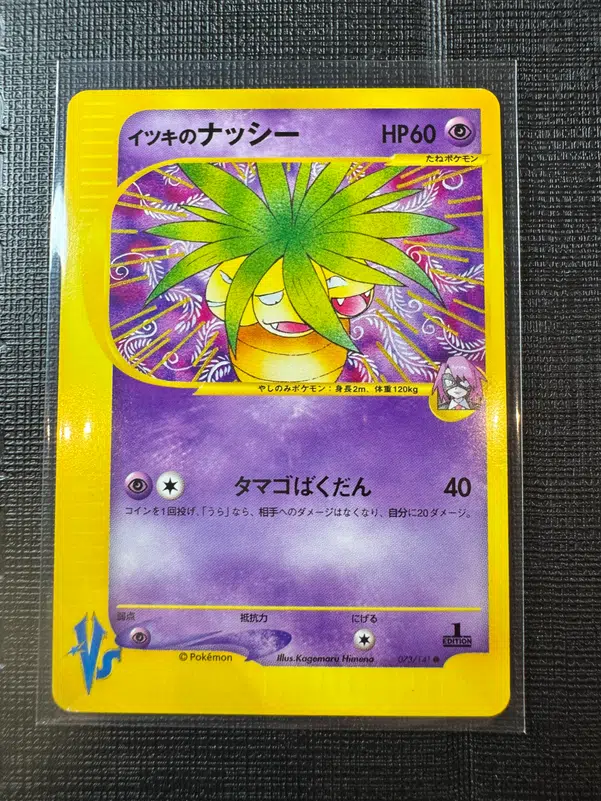 イツキのナッシー HP60
たねポケモン
やしのみポケモン：身長2m、体重120kg
タマゴばくだん 40
コインを1回投げ、「うら」なら、相手へのダメージはなくなり、自分に20ダメージ。
弱点 抵抗力 にげる
1
EDITION
VS
© Pokémon Illus.Kagemaru Himeno 073/141